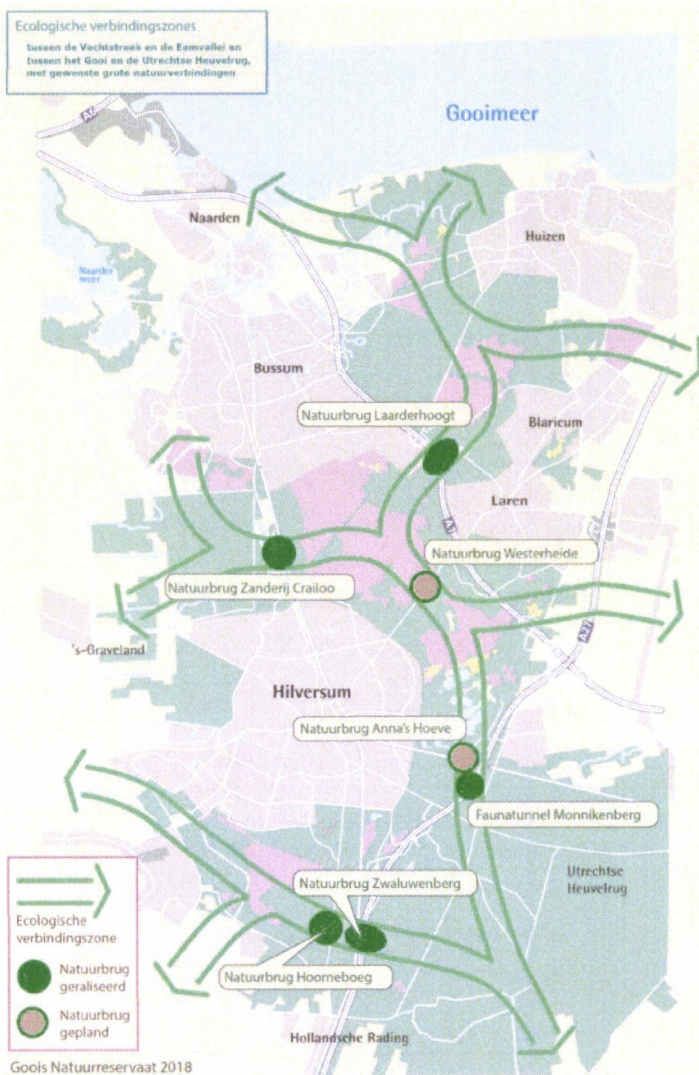 Ecologische verbindingszones
tussen de Vechtstreek en de Eemvallei en
tussen het Gooi en de Utrechtse Heuvelrug,
met gewenste grote natuurverbindingen
Gooimeer
A6
Naarden
Huizen
Naarder
meer
Bussum
Natuurbrug Laarderhoogt
Blaricum
Laren
A1
Natuurbrug Westerheide
Natuurbrug Zanderij Crailoo
's-Graveland
A27
Hilversum
Natuurbrug Anna's Hoeve
Faunatunnel Monnikenberg
Utrechtse
Heuvelrug
Natuurbrug Zwaluwenberg
Natuurbrug Hoorneboeg
Hollandsche Rading
Ecologische
verbindingszone
Natuurbrug
geraliseerd
Natuurbrug
gepland
Goois Natuurreservaat 2018